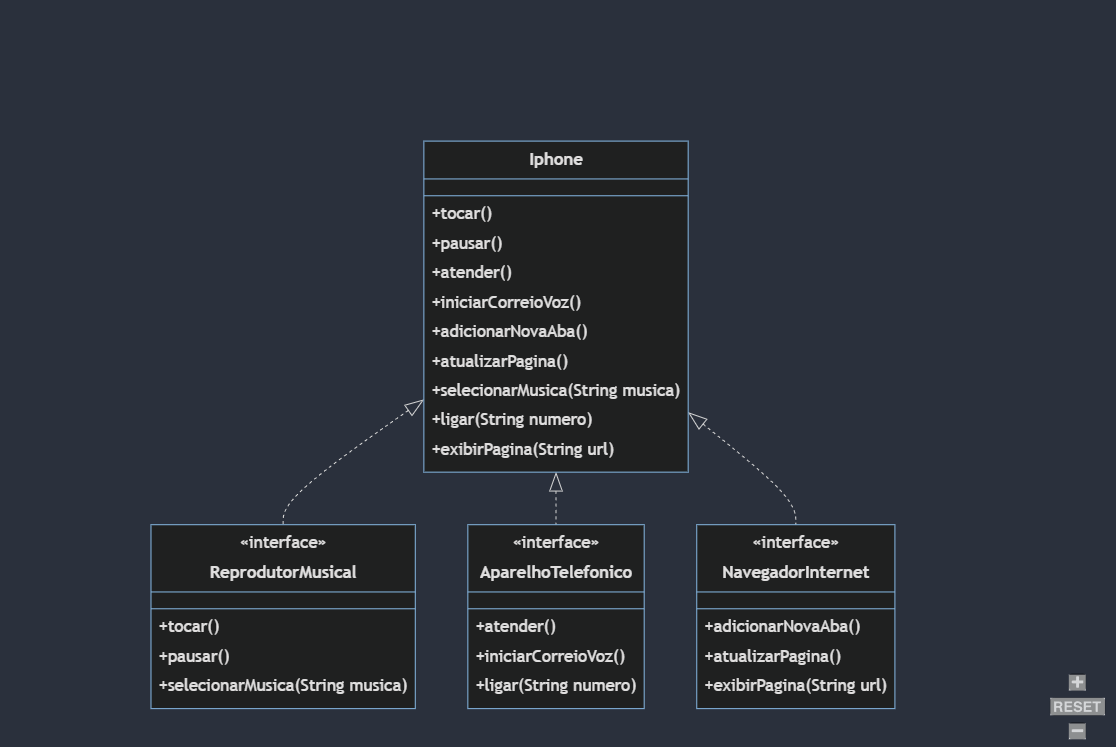 Iphone
+tocar()
+pausar()
+atender()
+iniciarCorreioVoz()
+adicionarNovaAba()
+atualizarPagina()
+selecionarMusica(String musica)
+ligar(String numero)
+exibirPagina(String url)
«interface»
ReprodutorMusical
+tocar()
+pausar()
+selecionarMusica(String musica)
«interface»
AparelhoTelefonico
+atender()
+iniciarCorreioVoz()
+ligar(String numero)
«interface»
NavegadorInternet
+adicionarNovaAba()
+atualizarPagina()
+exibirPagina(String url)
+
RESET
−